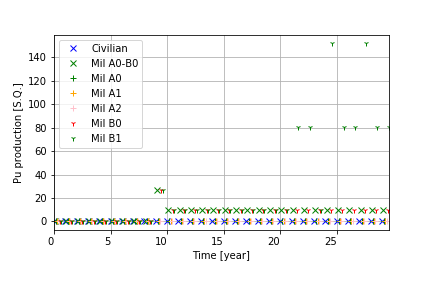 140
120
100
80
60
40
20
0
Pu production [S.Q.]
Civilian
Mil A0-B0
Mil A0
Mil A1
Mil A2
Mil B0
Mil B1
0 5 10 15 20 25
Time [year]